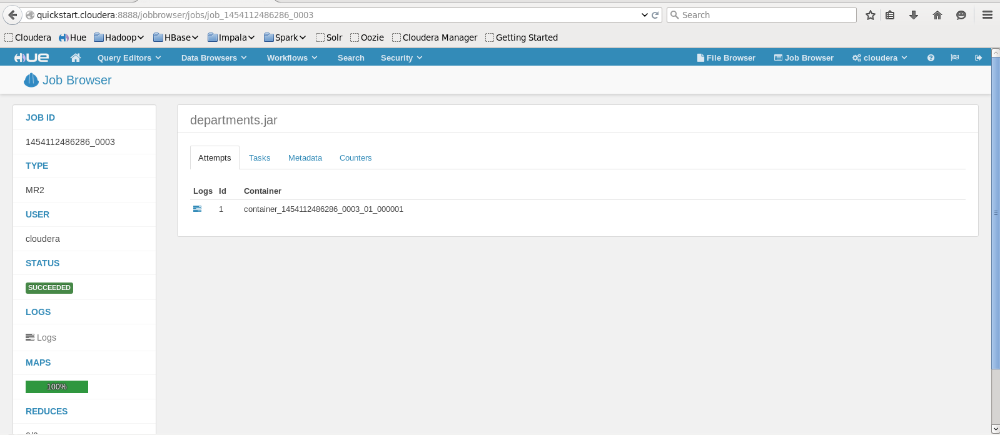 quickstart.cloudera:8888/jobbrowser/jobs/job_1454112486286_0003 Search
Cloudera Hue Hadoop HBase Impala Spark Solr Oozie Cloudera Manager Getting Started
HUE Query Editors Data Browsers Workflows Search Security File Browser Job Browser cloudera
Job Browser
JOB ID
1454112486286_0003
TYPE
MR2
USER
cloudera
STATUS
SUCCEEDED
LOGS
Logs
MAPS
100%
REDUCES
departments.jar
Attempts Tasks Metadata Counters
Logs Id Container
1 container_1454112486286_0003_01_000001